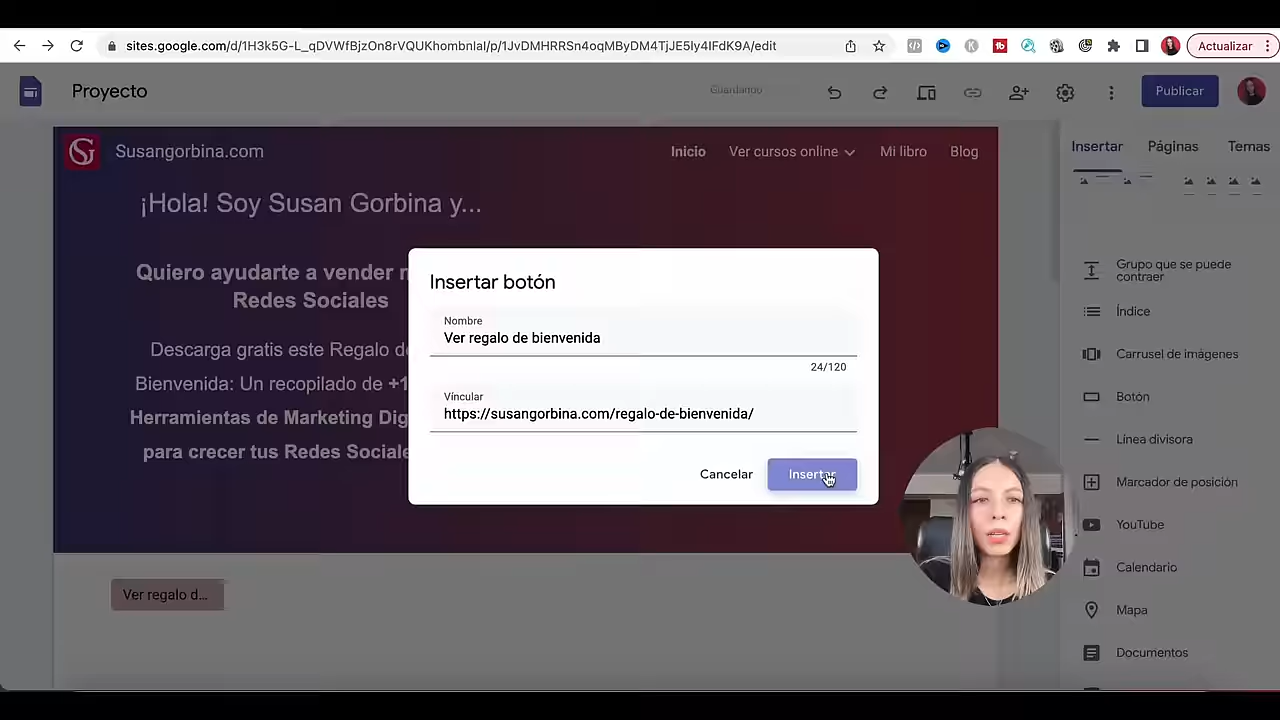 sites.google.com/d/1H3k5G-L_qDVWfBjzOn8rVQUKhombnlaI/p/1JvDMHRRSn4oqMByDM4TjJE5Iy4IFdK9A/edit
Actualizar
Proyecto
Guardando
Publicar
Susangorbina.com
Inicio
Ver cursos online
Mi libro
Blog
¡Hola! Soy Susan Gorbina y...
Quiero ayudarte a vender
Redes Sociales
Descarga gratis este Regalo
Bienvenida: Un recopilado de +1
Herramientas de Marketing Dig
para crecer tus Redes Sociale
Ver regalo d...
Insertar botón
Nombre
Ver regalo de bienvenida
24/120
Vincular
https://susangorbina.com/regalo-de-bienvenida/
Cancelar
Insertar
Insertar
Páginas
Temas
Grupo que se puede
contraer
Índice
Carrusel de imágenes
Botón
Línea divisora
Marcador de posición
YouTube
Calendario
Mapa
Documentos